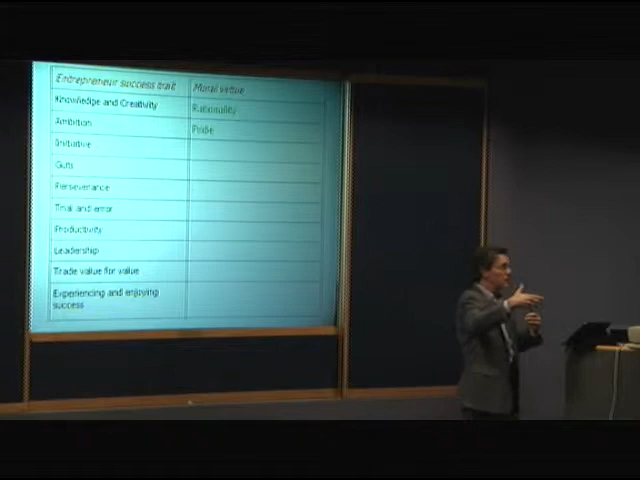 Entrepreneur success trait
Moral virtue
Knowledge and Creativity
Rationality
Ambition
Pride
Initiative
Guts
Perseverance
Trial and error
Productivity
Leadership
Trade value for value
Experiencing and enjoying
success